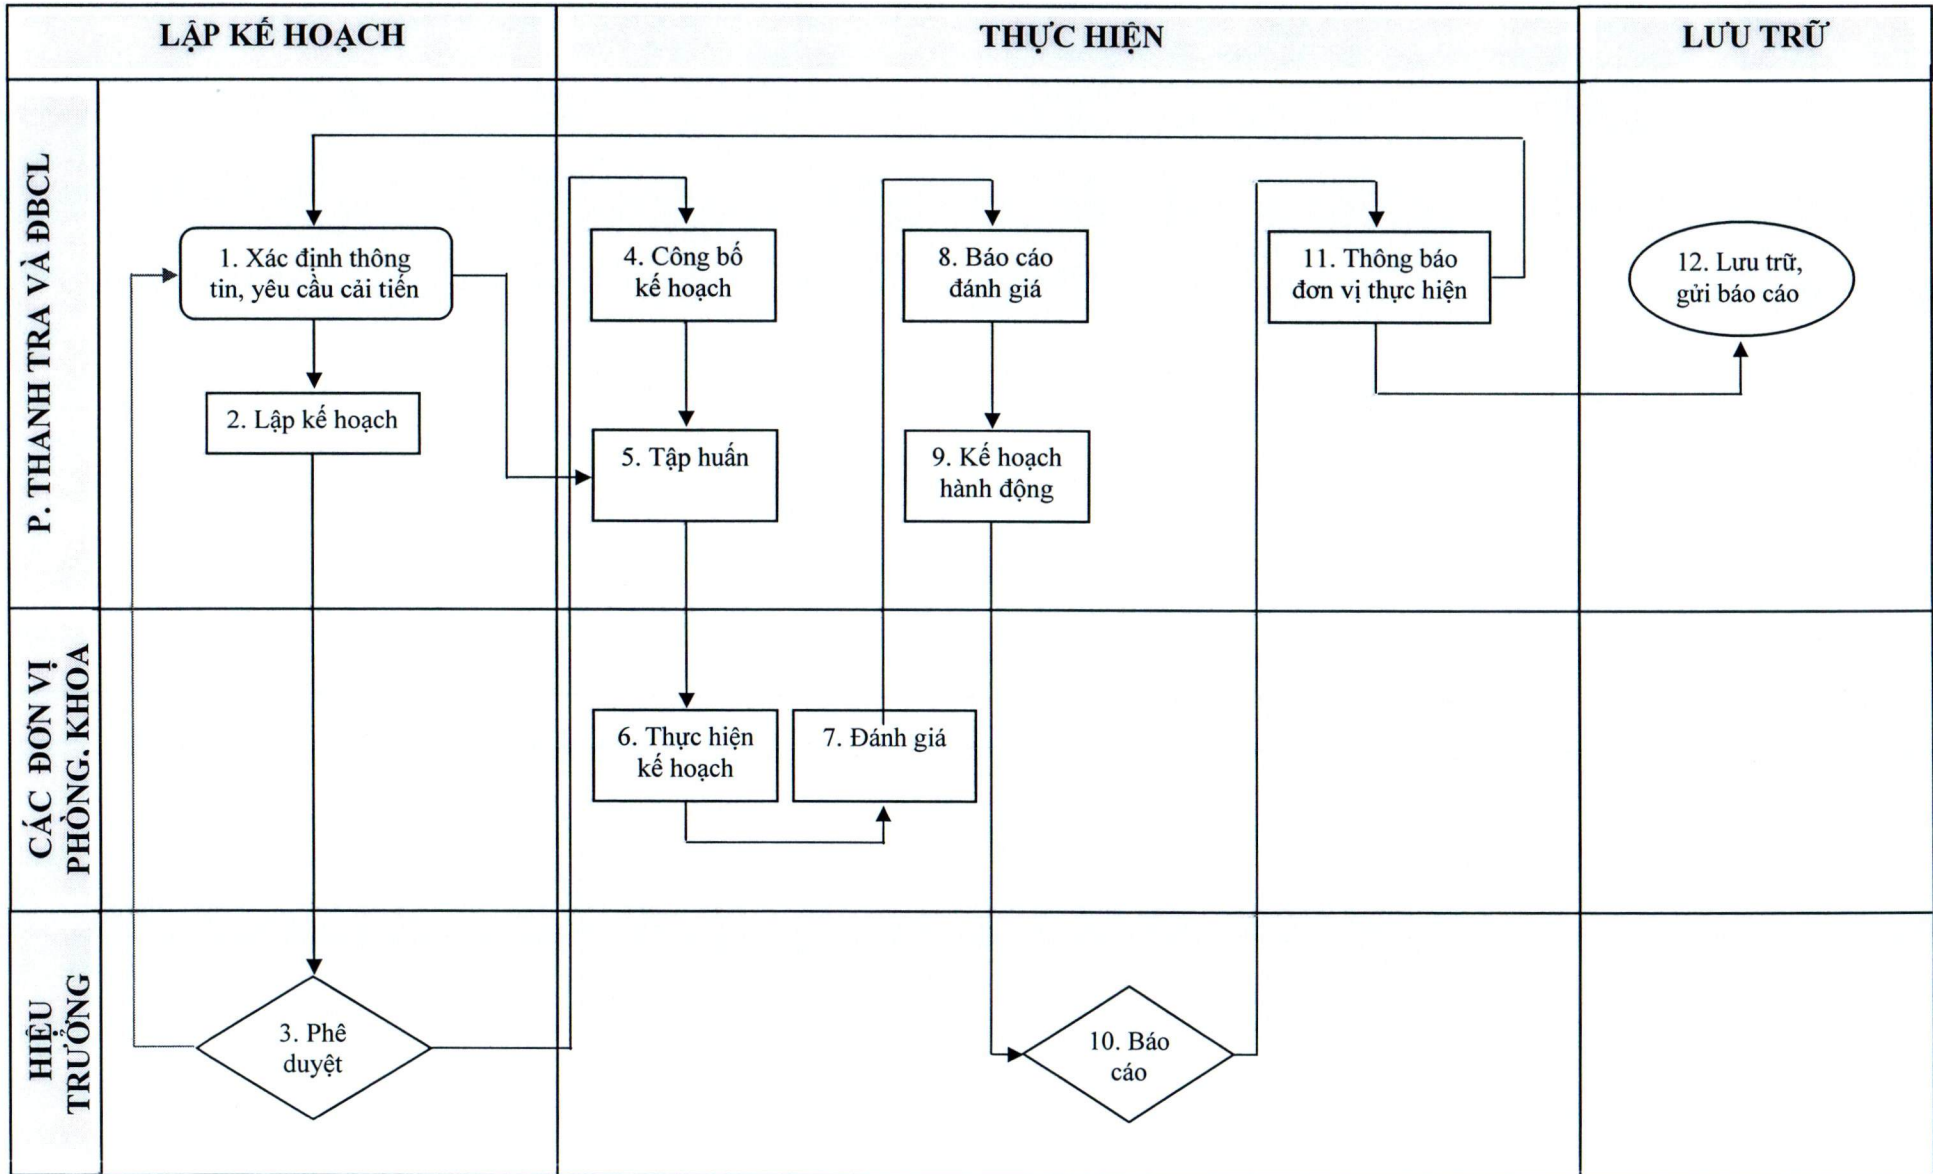 LẬP KẾ HOẠCH
THỰC HIỆN
LƯU TRỮ
P. THANH TRA VÀ ĐBCL
1. Xác định thông
tin, yêu cầu cải tiến
2. Lập kế hoạch
4. Công bố
kế hoạch
5. Tập huấn
8. Báo cáo
đánh giá
9. Kế hoạch
hành động
11. Thông báo
đơn vị thực hiện
12. Lưu trữ,
gửi báo cáo
CÁC ĐƠN VỊ
PHÒNG, KHOA
6. Thực hiện
kế hoạch
7. Đánh giá
HIỆU
TRƯỞNG
3. Phê
duyệt
10. Báo
cáo